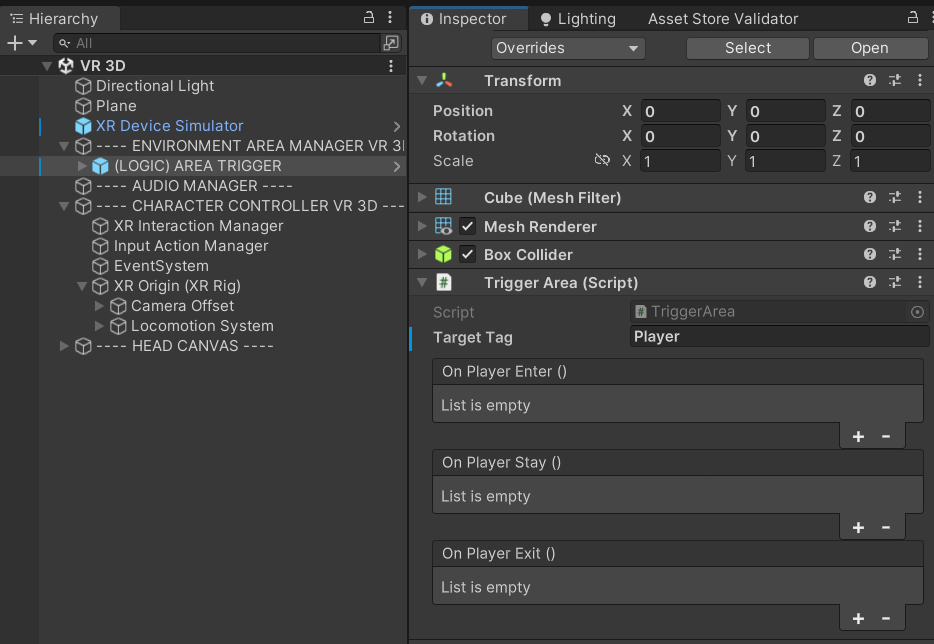 Hierarchy
All
VR 3D
Directional Light
Plane
XR Device Simulator
---- ENVIRONMENT AREA MANAGER VR 3
(LOGIC) AREA TRIGGER
---- AUDIO MANAGER ----
---- CHARACTER CONTROLLER VR 3D ---
XR Interaction Manager
Input Action Manager
EventSystem
XR Origin (XR Rig)
Camera Offset
Locomotion System
---- HEAD CANVAS ----
Inspector Lighting Asset Store Validator
Overrides Select Open
Transform
Position X 0 Y 0 Z 0
Rotation X 0 Y 0 Z 0
Scale X 1 Y 1 Z 1
Cube (Mesh Filter)
Mesh Renderer
Box Collider
# Trigger Area (Script)
Script # TriggerArea
Target Tag Player
On Player Enter ()
List is empty
+ -
On Player Stay ()
List is empty
+ -
On Player Exit ()
List is empty
+ -